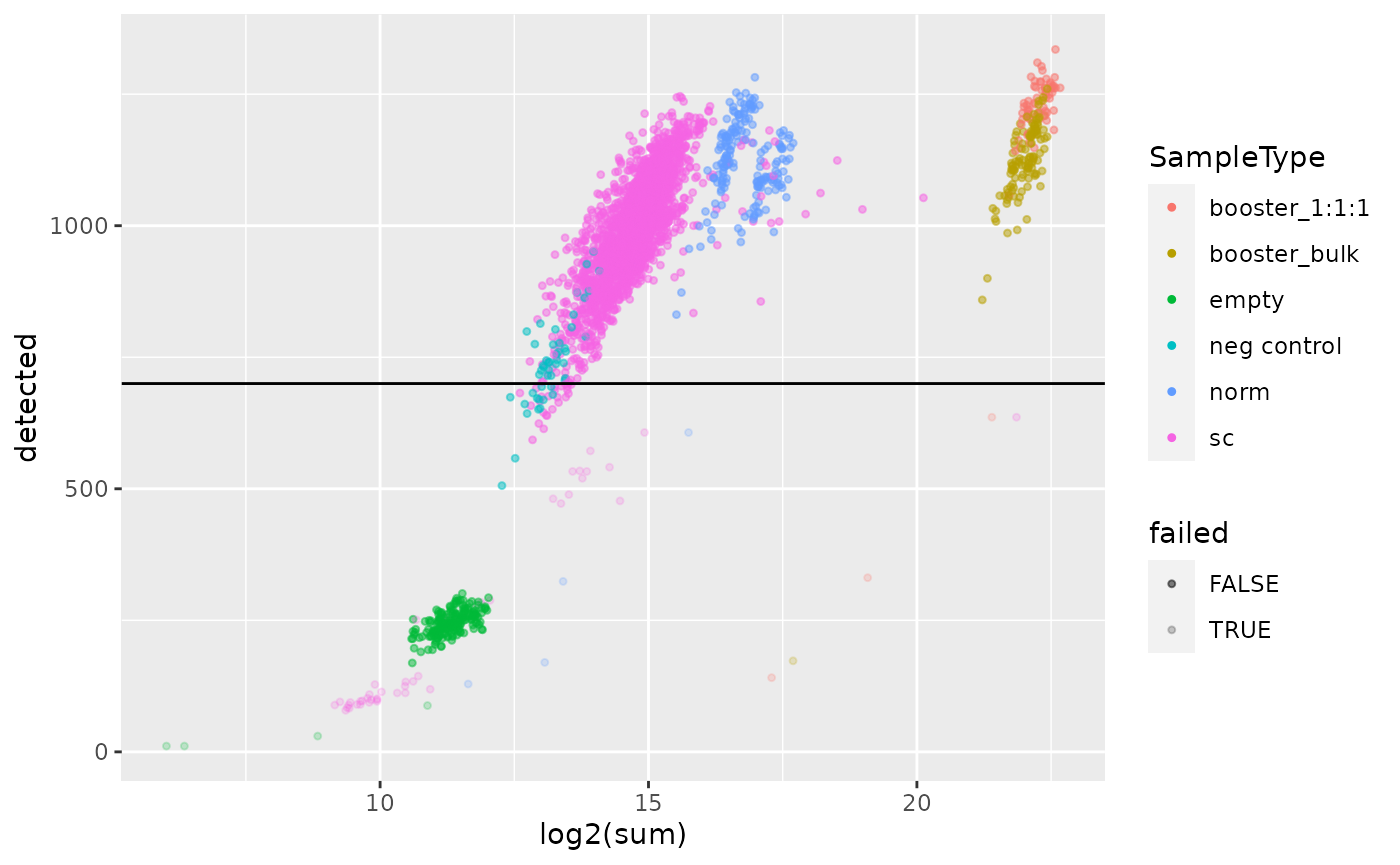 detected
1000
500
0
10
15
20
log2(sum)
SampleType
booster_1:1:1
booster_bulk
empty
neg control
norm
sc
failed
FALSE
TRUE